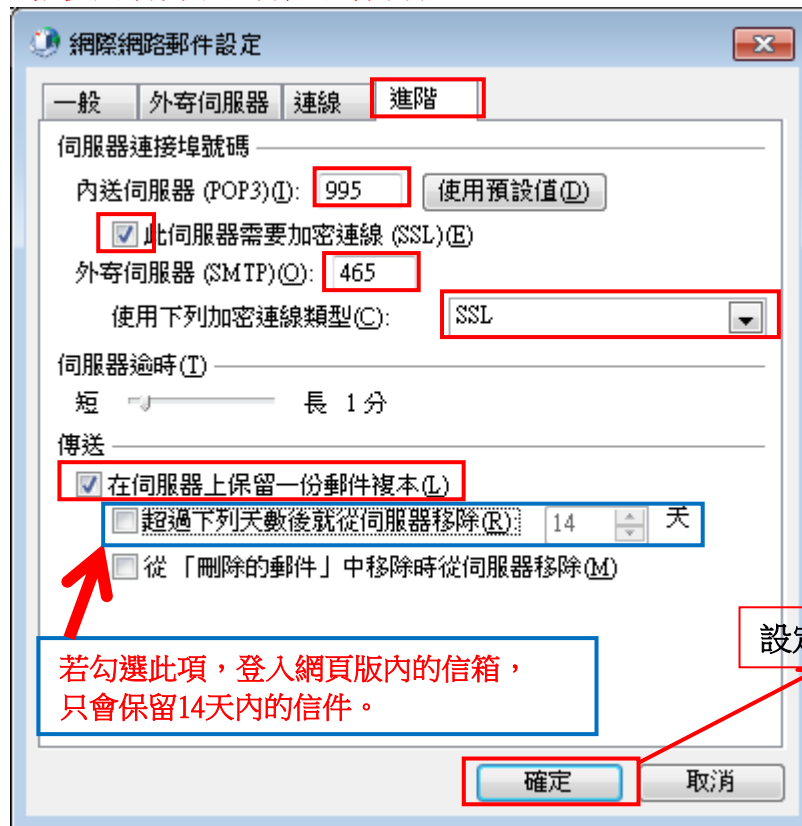 網際網路郵件設定
一般 外寄伺服器 連線 進階
伺服器連接埠號碼
內送伺服器 (POP3)(I): 995 使用預設值(D)
此伺服器需要加密連線 (SSL)(E)
外寄伺服器 (SMTP)(O): 465
使用下列加密連線類型(C): SSL
伺服器逾時(T)
短 長 1 分
傳送
在伺服器上保留一份郵件複本(L)
超過下列天數後就從伺服器移除(R): 14 天
從「刪除的郵件」中移除時從伺服器移除(M)
設定
若勾選此項，登入網頁版內的信箱，
只會保留14天內的信件。
確定 取消